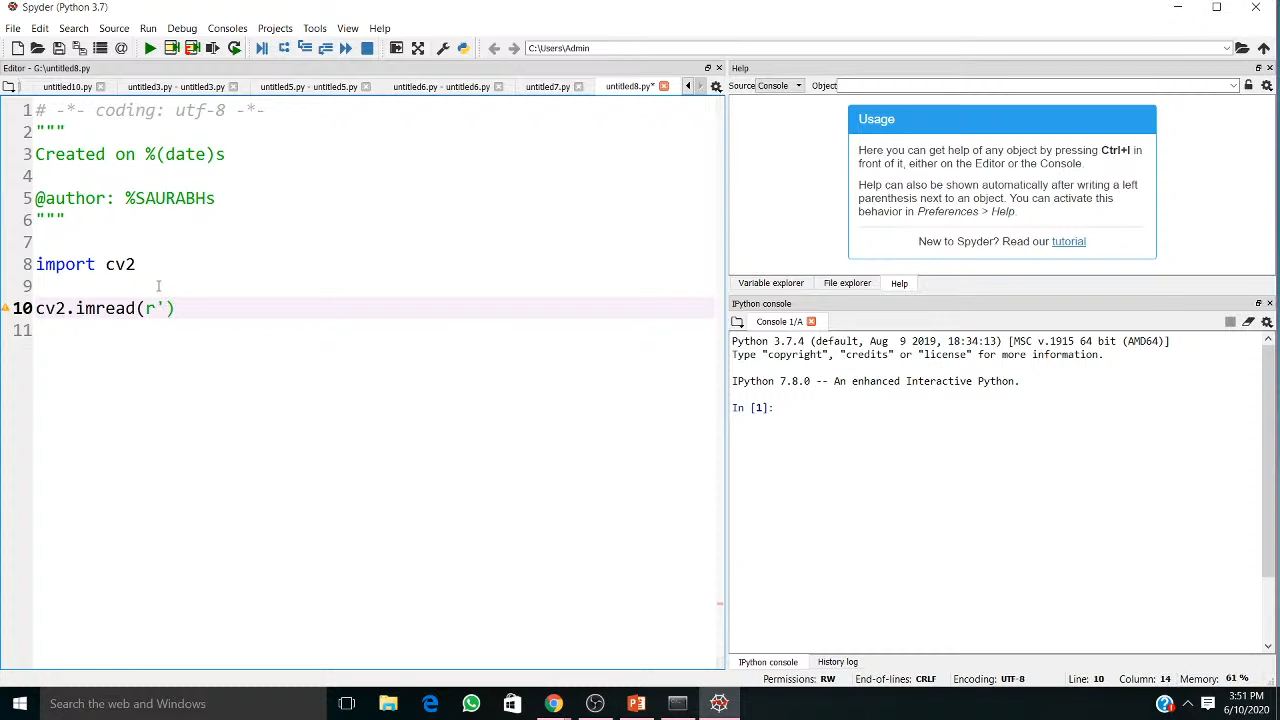 Spyder (Python 3.7)
File Edit Search Source Run Debug Consoles Projects Tools View Help
C:\Users\Admin
Editor - G:\untitled8.py
Help
untitled10.py untitled3.py - untitled3.py untitled5.py - untitled5.py untitled6.py - untitled6.py untitled7.py untitled8.py*
Source Console Object
1 # -*- coding: utf-8 -*-
2 """
3 Created on %(date)s
4
5 @author: %SAURABHs
6 """
7
8 import cv2
9
10 cv2.imread(r')
11
Usage
Here you can get help of any object by pressing Ctrl+I in
front of it, either on the Editor or the Console.
Help can also be shown automatically after writing a left
parenthesis next to an object. You can activate this
behavior in Preferences > Help.
New to Spyder? Read our tutorial
Variable explorer File explorer Help
IPython console
Console 1/A
Python 3.7.4 (default, Aug 9 2019, 18:34:13) [MSC v.1915 64 bit (AMD64)]
Type "copyright", "credits" or "license" for more information.
IPython 7.8.0 -- An enhanced Interactive Python.
In [1]:
IPython console History log
Permissions: RW End-of-lines: CRLF Encoding: UTF-8 Line: 10 Column: 14 Memory: 61 %
Search the web and Windows
3:51 PM
6/10/2020